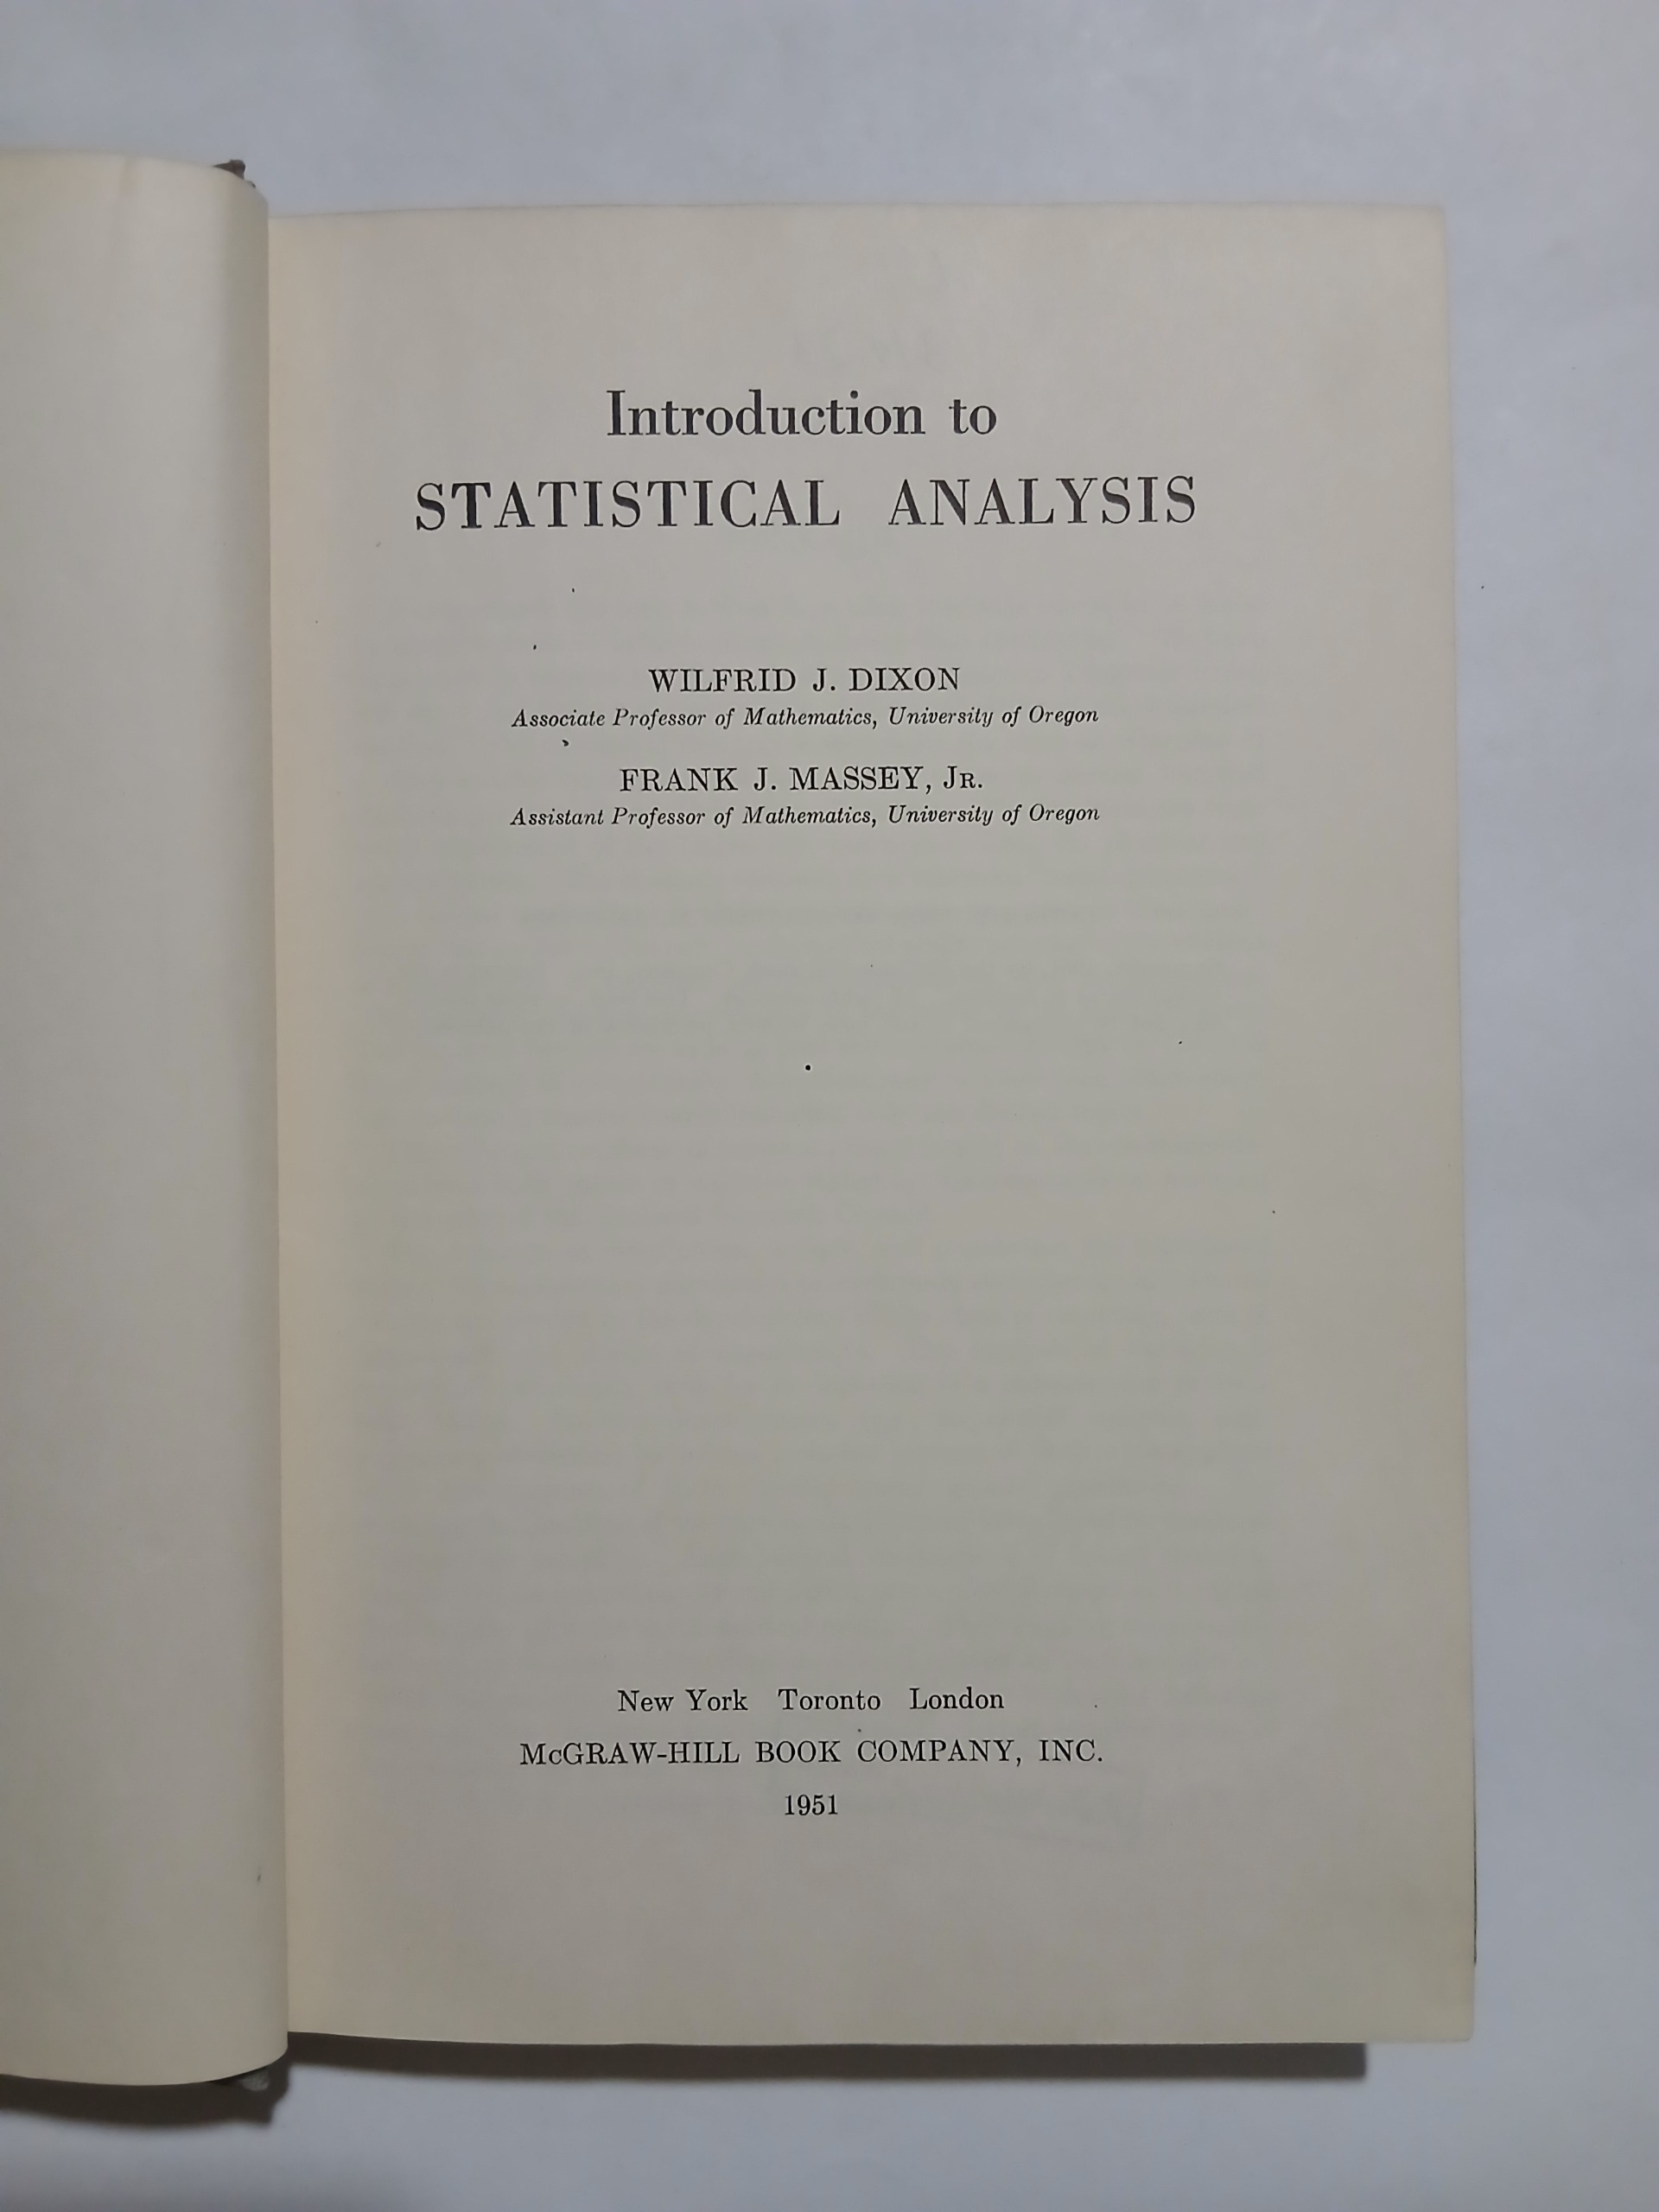 Introduction to
STATISTICAL ANALYSIS
WILFRID J. DIXON
Associate Professor of Mathematics, University of Oregon
FRANK J. MASSEY, JR.
Assistant Professor of Mathematics, University of Oregon
New York Toronto London
McGRAW-HILL BOOK COMPANY, INC.
1951